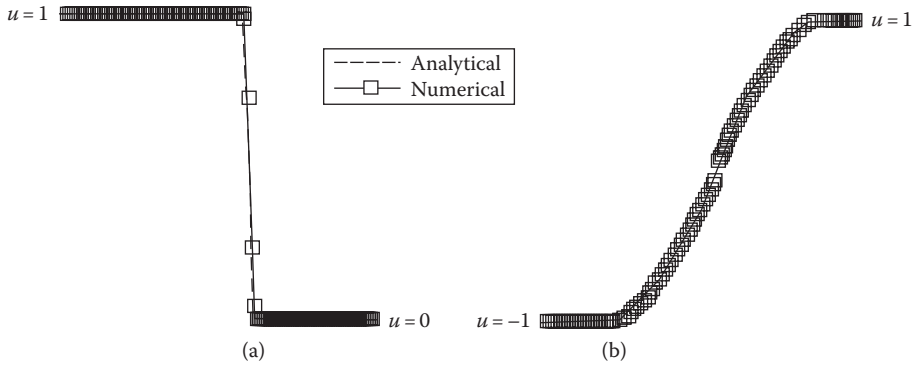 u = 1
Analytical
Numerical
u = 0
(a)
u = 1
u = −1
(b)